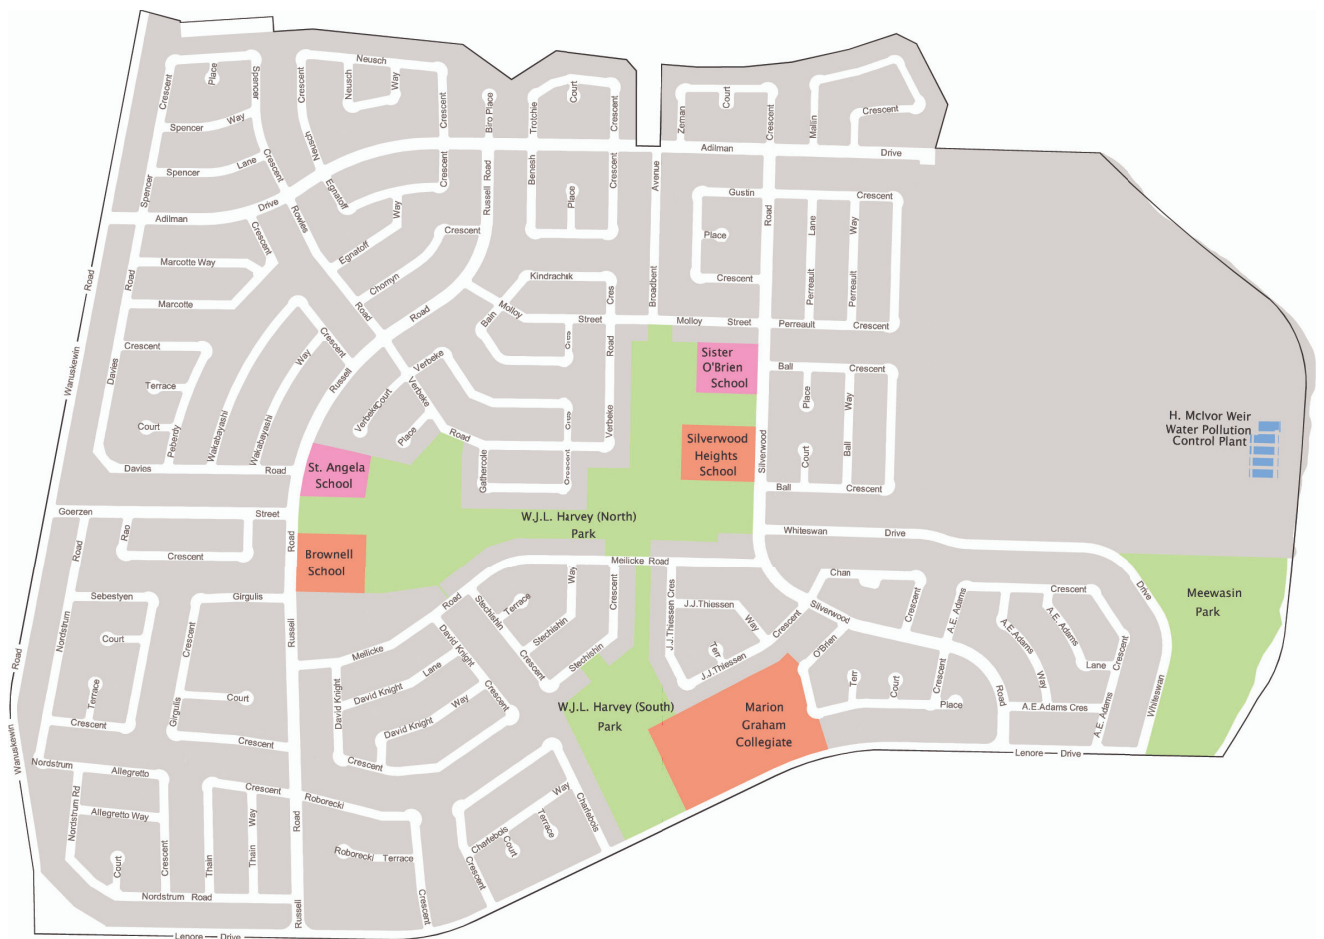 Neusch
Crescent
Place
Spencer
Crescent
Neusch
Way
Crescent
Biro Place
Trotchie
Court
Crescent
Zeman
Court
Crescent
Mallin
Crescent
Spencer
Way
Neusch
Spencer
Lane
Crescent
Adilman
Drive
Spencer
Adilman
Drive
Rowles
Egnatoff
Crescent
Way
Egnatoff
Russell Road
Benesh
Place
Crescent
Avenue
Broadbent
Gustin
Crescent
Place
Crescent
Road
Lane
Perreault
Way
Perreault
Perreault
Crescent
Crescent
Marcotte Way
Marcotte
Road
Davies
Crescent
Chomyn
Road
Crescent
Road
Kindrachuk
Cres
Molloy
Street
Molloy
Street
Bain
Cres
Road
Verbeke
Wanuskewin
Road
Crescent
Terrace
Court
Peberdy
Davies
Road
Wakabayashi
Way
Wakabayashi
Crescent
Russell
Verbeke
Verbeke
Court
Verbeke
Place
Road
Gathercole
Crescent
Cres
Sister
O'Brien
School
Silverwood
Heights
School
Silverwood
Ball
Crescent
Place
Way
Court
Ball
Ball
Crescent
H. McIvor Weir
Water Pollution
Control Plant
St. Angela
School
Goerzen
Street
W.J.L. Harvey (North)
Park
Whiteswan
Drive
Brownell
School
Road
Rao
Crescent
Road
Nordstrum
Sebestyen
Court
Terrace
Crescent
Girgulis
Crescent
Girgulis
Court
Crescent
Russell
Meilicke
Road
Meilicke
Road
Stechishin
Terrace
Way
Stechishin
Crescent
Stechishin
Crescent
J.J.Thiessen Cres
J.J.Thiessen
Way
Terr
J.J.Thiessen
Crescent
Chan
Crescent
Silverwood
O'Brien
Terr
Court
Crescent
Place
Road
A.E. Adams
Crescent
A.E. Adams
Lane
A.E. Adams
Way
Crescent
A.E. Adams
A.E.Adams Cres
Drive
Whiteswan
Meewasin
Park
David Knight
David Knight
Lane
David Knight
Way
Crescent
David Knight
Crescent
W.J.L. Harvey (South)
Park
Marion
Graham
Collegiate
Lenore
Drive
Road
Wanuskewin
Nordstrum
Allegretto
Allegretto Way
Nordstrum Rd
Crescent
Court
Nordstrum
Road
Crescent
Thain
Way
Thain
Road
Russell
Roborecki
Roborecki
Terrace
Crescent
Charlebois
Way
Charlebois
Court
Terrace
Crescent
Charlebois
Lenore
Drive